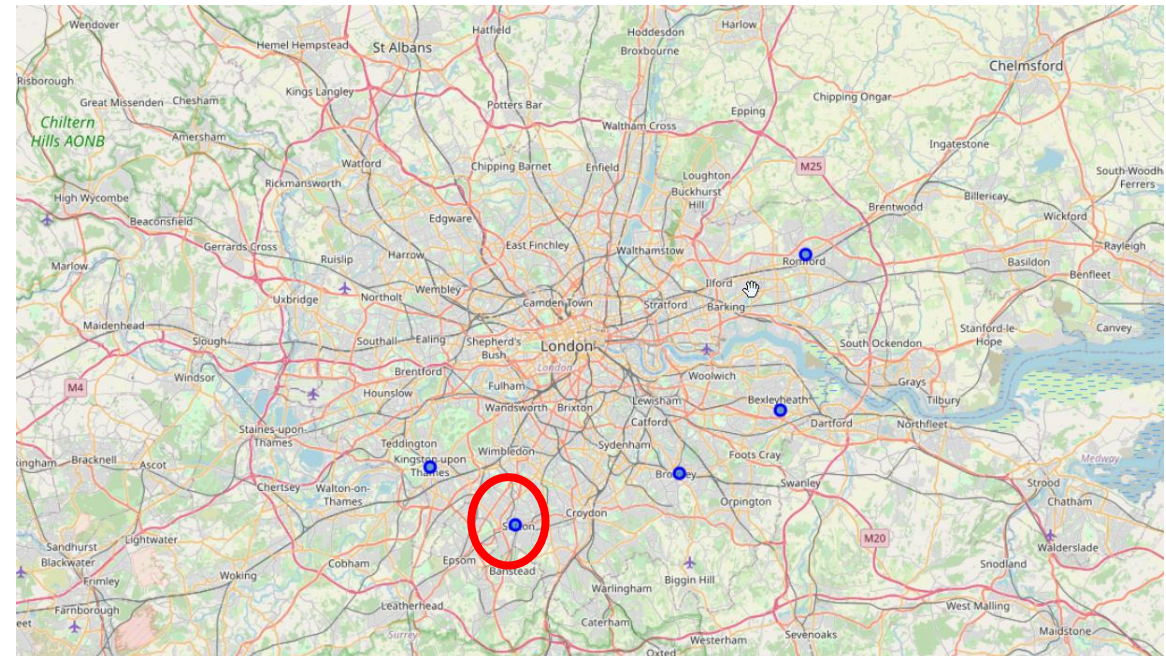 Wendover
Hatfield
Hoddesdon
Harlow
Hemel Hempstead
St Albans
Broxbourne
Chelmsford
Risborough
Great Missenden
Chesham
Kings Langley
Potters Bar
Epping
Chipping Ongar
Chiltern
Hills AONB
Amersham
Waltham Cross
Ingatestone
Watford
Chipping Barnet
Enfield
Loughton
M25
South Woodh
Ferrers
Rickmansworth
Buckhurst
Hill
High Wycombe
Brentwood
Billericay
Wickford
Beaconsfield
Edgware
Gerrards Cross
Ruislip
Harrow
East Finchley
Walthamstow
Romford
Rayleigh
Basildon
Marlow
Benfleet
Uxbridge
Northolt
Wembley
Camden Town
Stratford
Ilford
Barking
Maidenhead
Slough
Southall
Ealing
Shepherd's
Bush
London
South Ockendon
Stanford-le-
Hope
Canvey
M4
Windsor
Brentford
London
Hounslow
Fulham
Woolwich
Grays
Tilbury
Wandsworth
Brixton
Lewisham
Bexleyheath
Catford
Dartford
Northfleet
Staines-upon-
Thames
Teddington
Wimbledon
Sydenham
Foots Cray
Medway
Bracknell
Ascot
Kingston upon
Thames
Chertsey
Walton-on-
Thames
Swanley
Orpington
Strood
Chatham
Croydon
Sandhurst
Lightwater
M20
Walderslade
Blackwater
Frimley
Woking
Cobham
Epsom
Banstead
Biggin Hill
Warlingham
Snodland
Farnborough
Leatherhead
Caterham
West Malling
Surrey
Westerham
Sevenoaks
Maidstone
Oxted